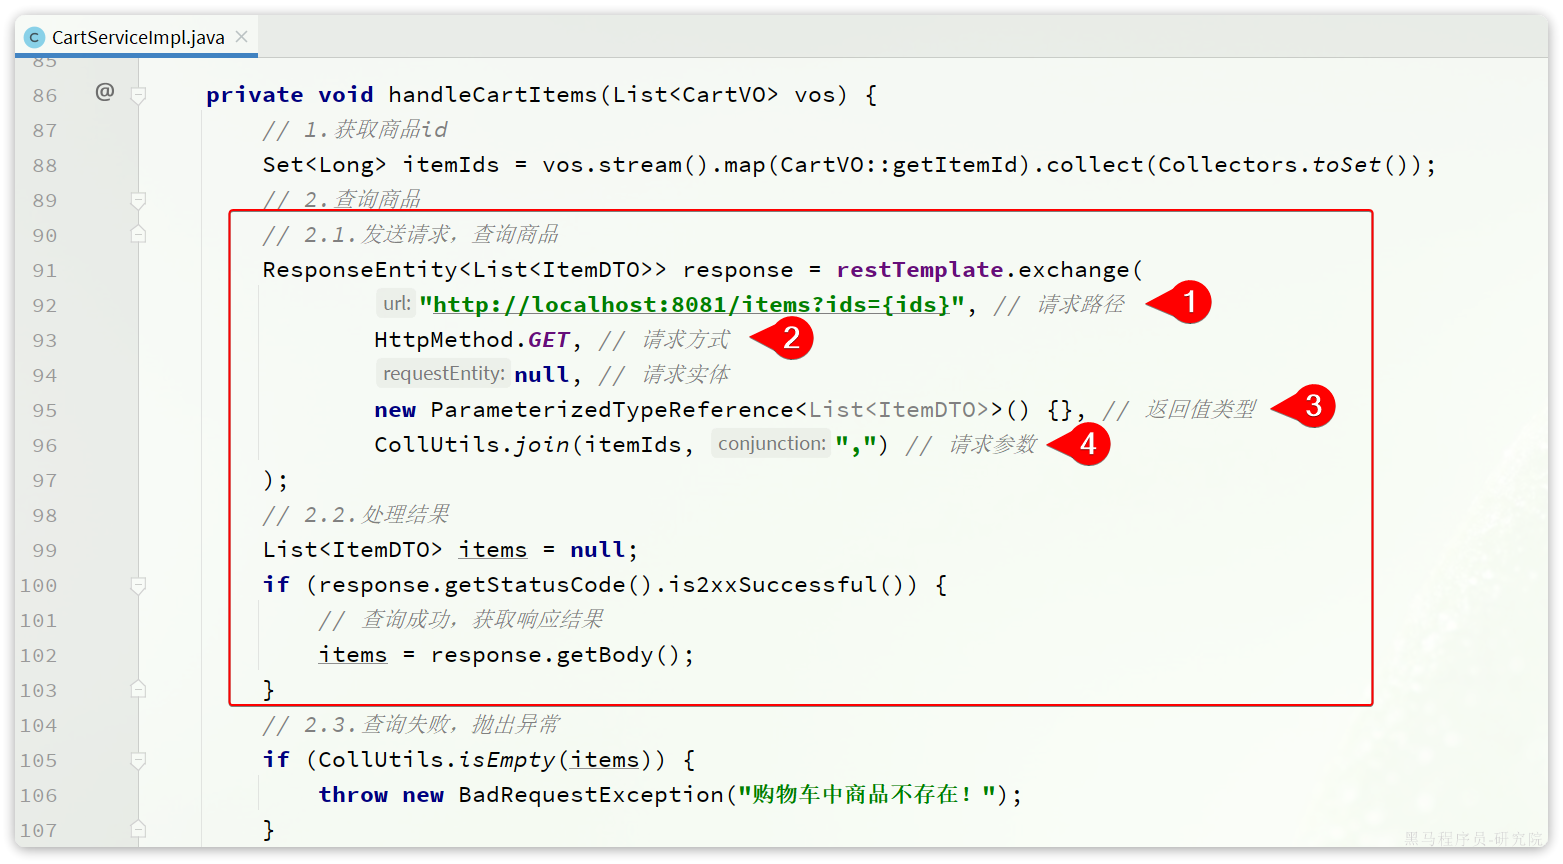 CartServiceImpl.java
85
86 @ private void handleCartItems(List<CartVO> vos) {
87 // 1.获取商品id
88 Set<Long> itemIds = vos.stream().map(CartVO::getItemId).collect(Collectors.toSet());
89 // 2.查询商品
90 // 2.1.发送请求，查询商品
91 ResponseEntity<List<ItemDTO>> response = restTemplate.exchange(
92 url: "http://localhost:8081/items?ids={ids}", // 请求路径 1
93 HttpMethod.GET, // 请求方式 2
94 requestEntity: null, // 请求实体
95 new ParameterizedTypeReference<List<ItemDTO>>() {}, // 返回值类型 3
96 CollUtils.join(itemIds, conjunction: ",") // 请求参数 4
97 );
98 // 2.2.处理结果
99 List<ItemDTO> items = null;
100 if (response.getStatusCode().is2xxSuccessful()) {
101 // 查询成功，获取响应结果
102 items = response.getBody();
103 }
104 // 2.3.查询失败，抛出异常
105 if (CollUtils.isEmpty(items)) {
106 throw new BadRequestException("购物车中商品不存在！");
107 }
黑马程序员-研究院